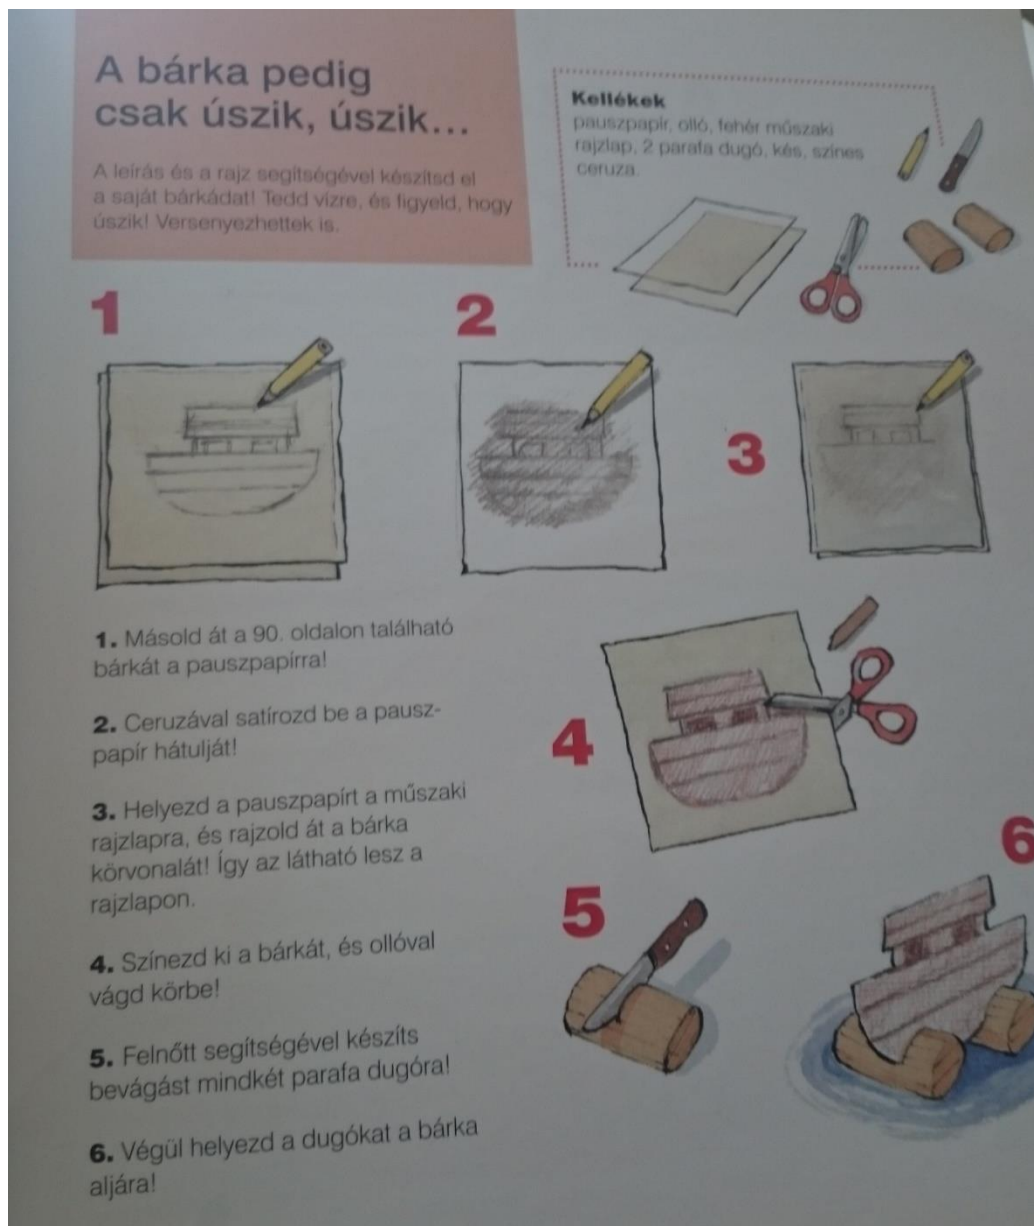 A bárka pedig
csak úszik, úszik...
A leírás és a rajz segítségével készítsd el
a saját bárkádat! Tedd vízre, és figyeld, hogy
úszik! Versenyezhettek is.
Kellékek
pauszpapír, olló, fehér műszaki
rajzlap, 2 parafa dugó, kés, színes
ceruza.
1
2
3
1. Másold át a 90. oldalon található
bárkát a pauszpapírra!
2. Ceruzával satírozd be a pausz-
papír hátulját!
3. Helyezd a pauszpapírt a műszaki
rajzlapra, és rajzold át a bárka
körvonalát! Így az látható lesz a
rajzlapon.
4. Színezd ki a bárkát, és ollóval
vágd körbe!
5. Felnőtt segítségével készíts
bevágást mindkét parafa dugóra!
6. Végül helyezd a dugókat a bárka
aljára!
4
5
6